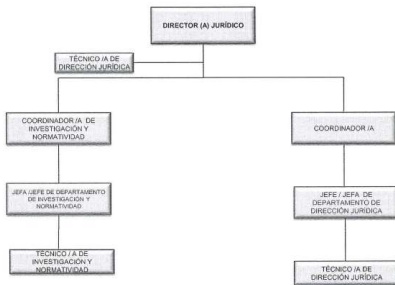 DIRECTOR (A) JURÍDICO
TÉCNICO /A DE
DIRECCIÓN JURÍDICA
COORDINADOR /A DE
INVESTIGACIÓN Y
NORMATIVIDAD
COORDINADOR /A
JEFA /JEFE DE DEPARTAMENTO
DE INVESTIGACIÓN Y
NORMATIVIDAD
JEFE / JEFA DE
DEPARTAMENTO DE
DIRECCIÓN JURÍDICA
TÉCNICO / A DE
INVESTIGACIÓN Y
NORMATIVIDAD
TÉCNICO /A DE
DIRECCIÓN JURÍDICA